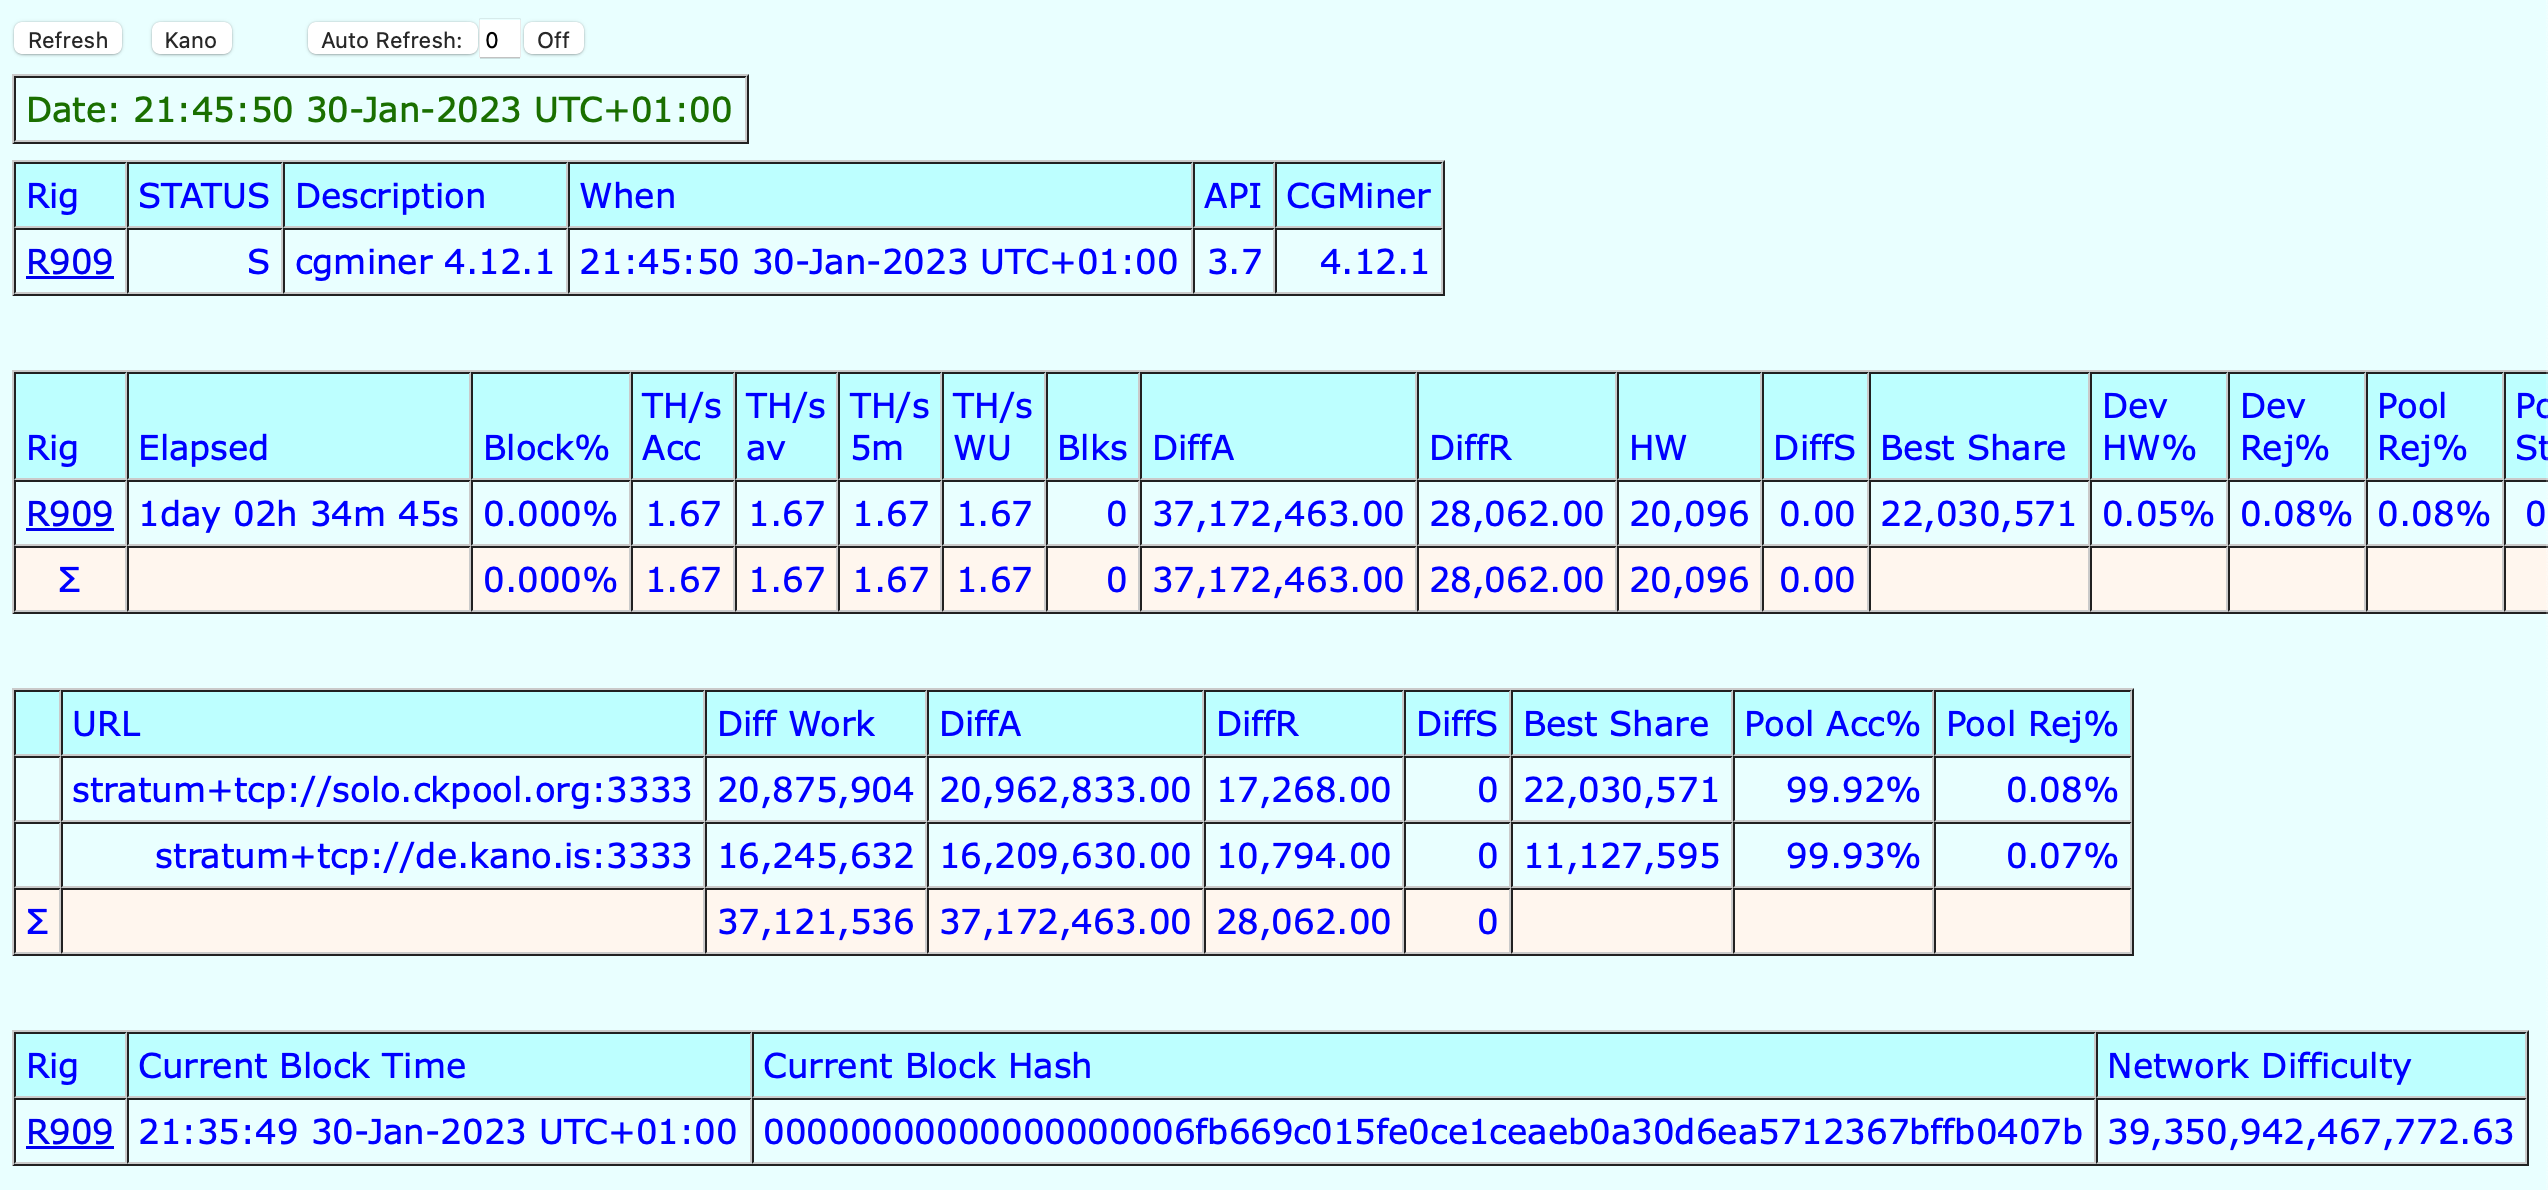 Refresh Kano Auto Refresh: 0 Off
Date: 21:45:50 30-Jan-2023 UTC+01:00
Rig STATUS Description When API CGMiner
R909 S cgminer 4.12.1 21:45:50 30-Jan-2023 UTC+01:00 3.7 4.12.1
Rig Elapsed Block% TH/s Acc TH/s av TH/s 5m TH/s WU Blks DiffA DiffR HW DiffS Best Share Dev HW% Dev Rej% Pool Rej%
R909 1day 02h 34m 45s 0.000% 1.67 1.67 1.67 1.67 0 37,172,463.00 28,062.00 20,096 0.00 22,030,571 0.05% 0.08% 0.08%
Σ 0.000% 1.67 1.67 1.67 1.67 0 37,172,463.00 28,062.00 20,096 0.00
URL Diff Work DiffA DiffR DiffS Best Share Pool Acc% Pool Rej%
stratum+tcp://solo.ckpool.org:3333 20,875,904 20,962,833.00 17,268.00 0 22,030,571 99.92% 0.08%
stratum+tcp://de.kano.is:3333 16,245,632 16,209,630.00 10,794.00 0 11,127,595 99.93% 0.07%
Σ 37,121,536 37,172,463.00 28,062.00 0
Rig Current Block Time Current Block Hash Network Difficulty
R909 21:35:49 30-Jan-2023 UTC+01:00 00000000000000000006fb669c015fe0ce1ceaeb0a30d6ea5712367bffb0407b 39,350,942,467,772.63